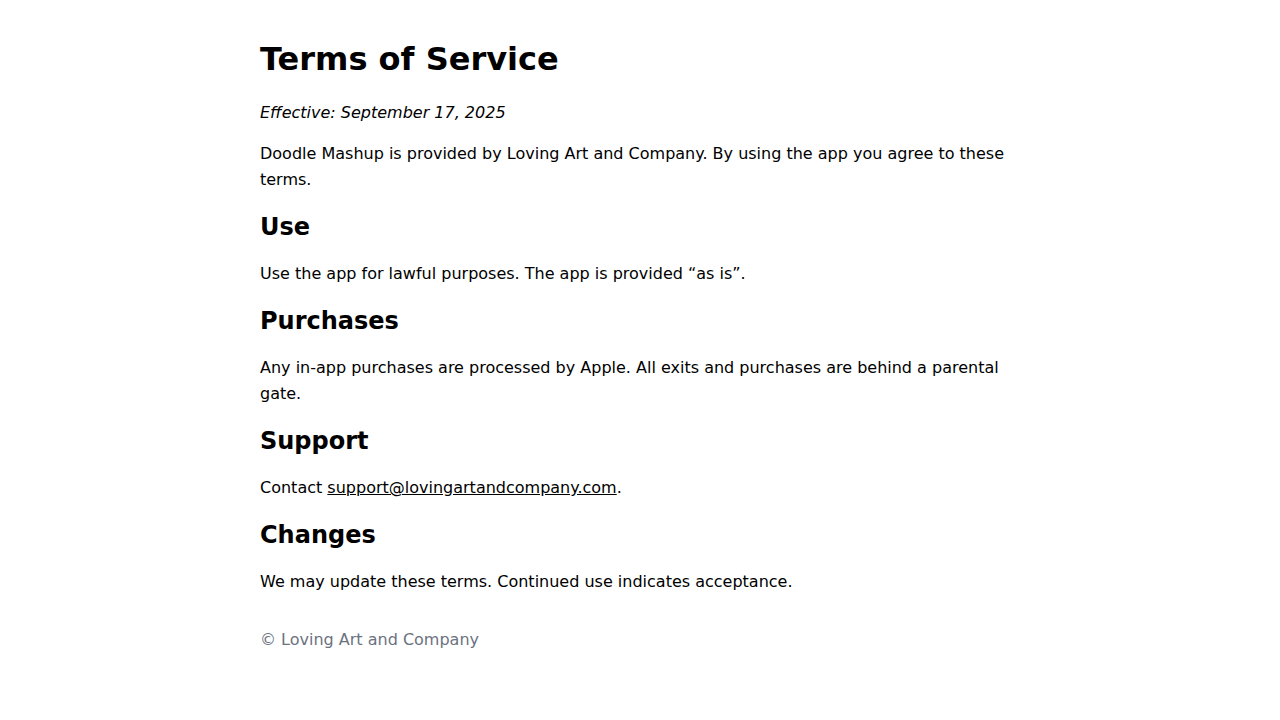 Terms of Service
Effective: September 17, 2025
Doodle Mashup is provided by Loving Art and Company. By using the app you agree to these
terms.
Use
Use the app for lawful purposes. The app is provided “as is”.
Purchases
Any in-app purchases are processed by Apple. All exits and purchases are behind a parental
gate.
Support
Contact support@lovingartandcompany.com.
Changes
We may update these terms. Continued use indicates acceptance.
© Loving Art and Company